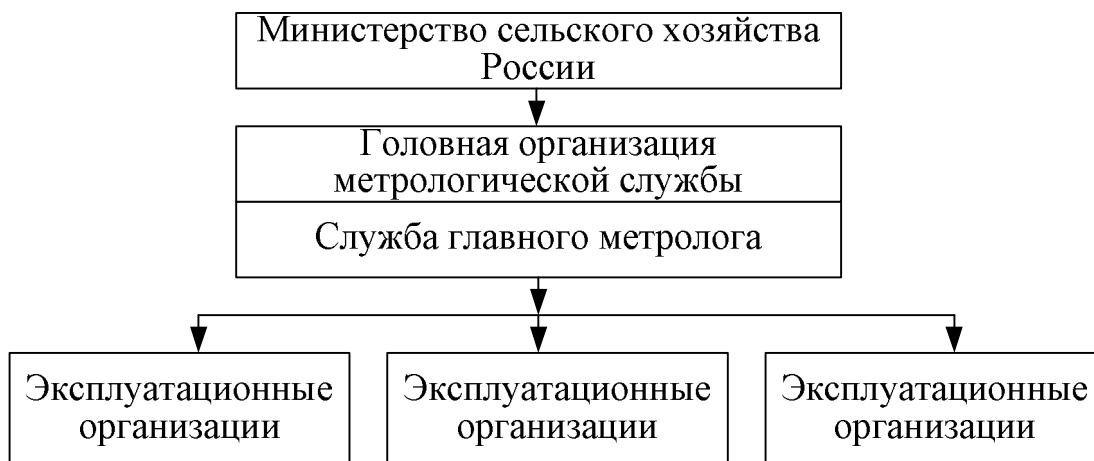 Министерство сельского хозяйства
России
Головная организация
метрологической службы
Служба главного метролога
Эксплуатационные
организации
Эксплуатационные
организации
Эксплуатационные
организации